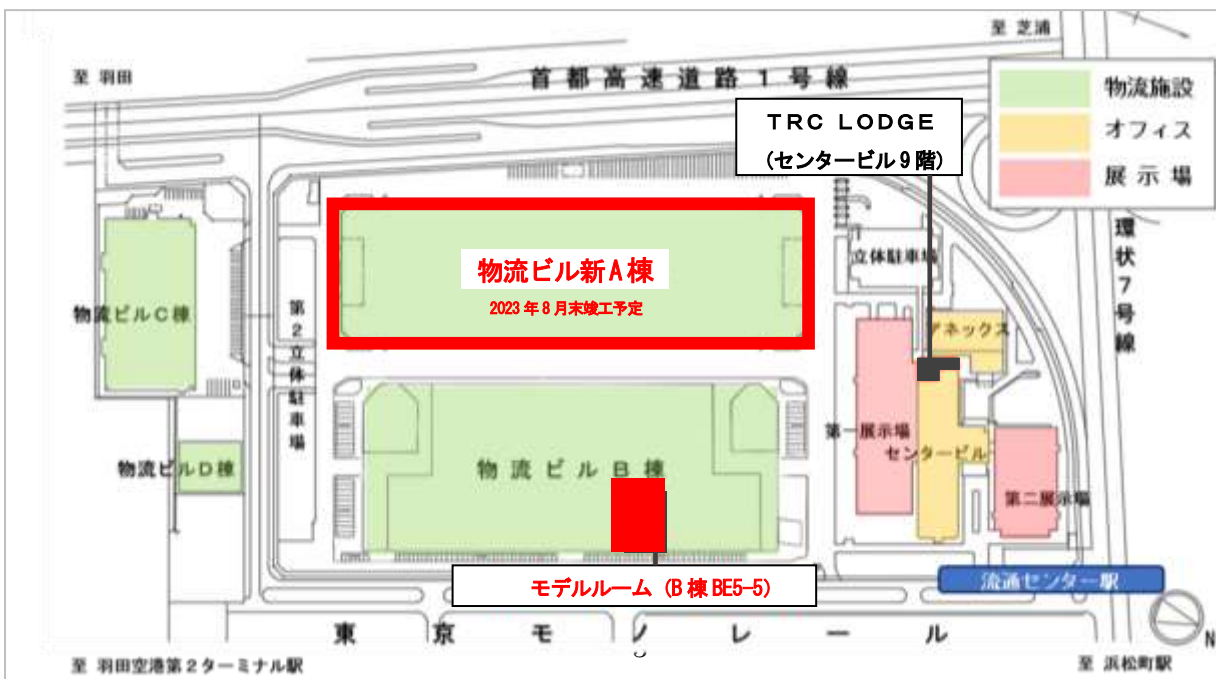 至 芝浦
至 羽田
首都高速道路1号線
物流施設
オフィス
展示場
TRC LODGE
(センタービル9階)
環状7号線
物流ビル新A棟
2023年8月末竣工予定
立体駐車場
物流ビルC棟
第2立体駐車場
アネックス
第一展示場
センタービル
物流ビルB棟
物流ビルD棟
第二展示場
モデルルーム(B棟BE5-5)
流通センター駅
東京モノレール
N
至 羽田空港第2ターミナル駅
至 浜松町駅